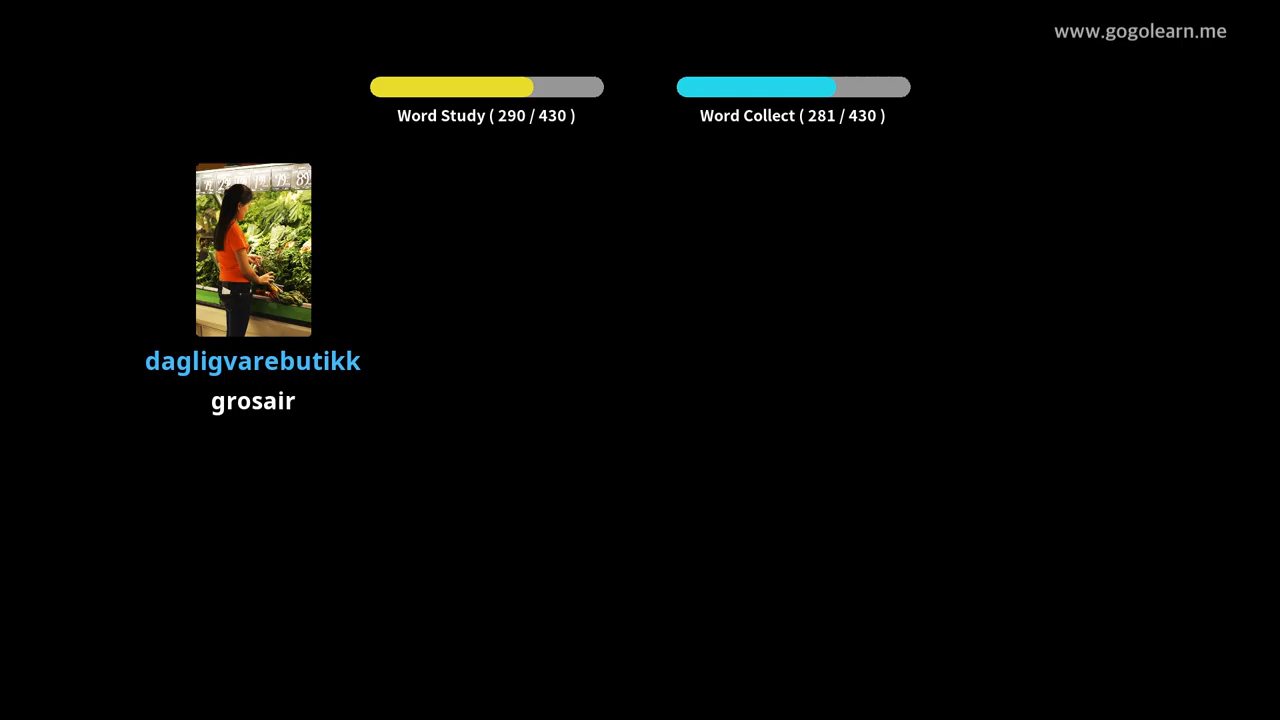 www.gogolearn.me
Word Study ( 290 / 430 )
Word Collect ( 281 / 430 )
dagligvarebutikk
grosair